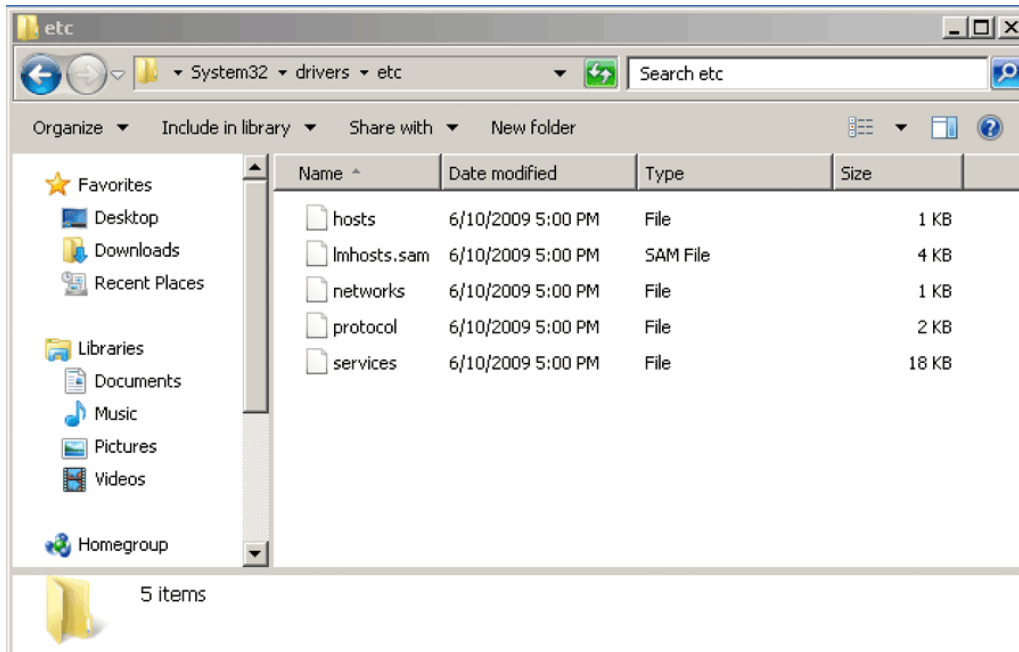 etc
System32 drivers etc
Search etc
Organize Include in library Share with New folder
Favorites
Desktop
Downloads
Recent Places
Libraries
Documents
Music
Pictures
Videos
Homegroup
Name Date modified Type Size
hosts 6/10/2009 5:00 PM File 1 KB
lmhosts.sam 6/10/2009 5:00 PM SAM File 4 KB
networks 6/10/2009 5:00 PM File 1 KB
protocol 6/10/2009 5:00 PM File 2 KB
services 6/10/2009 5:00 PM File 18 KB
5 items